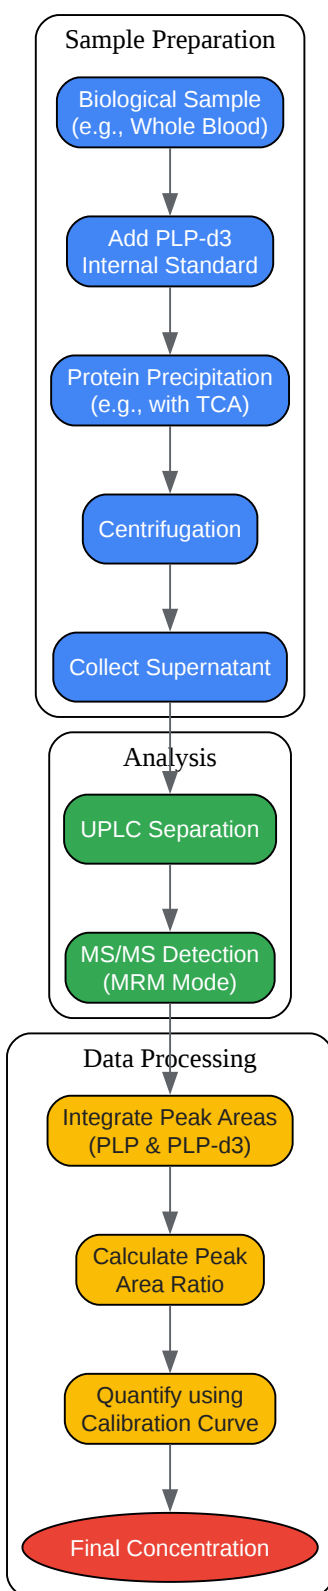 Sample Preparation
Biological Sample
(e.g., Whole Blood)
Add PLP-d3
Internal Standard
Protein Precipitation
(e.g., with TCA)
Centrifugation
Collect Supernatant
Analysis
UPLC Separation
MS/MS Detection
(MRM Mode)
Data Processing
Integrate Peak Areas
(PLP & PLP-d3)
Calculate Peak
Area Ratio
Quantify using
Calibration Curve
Final Concentration